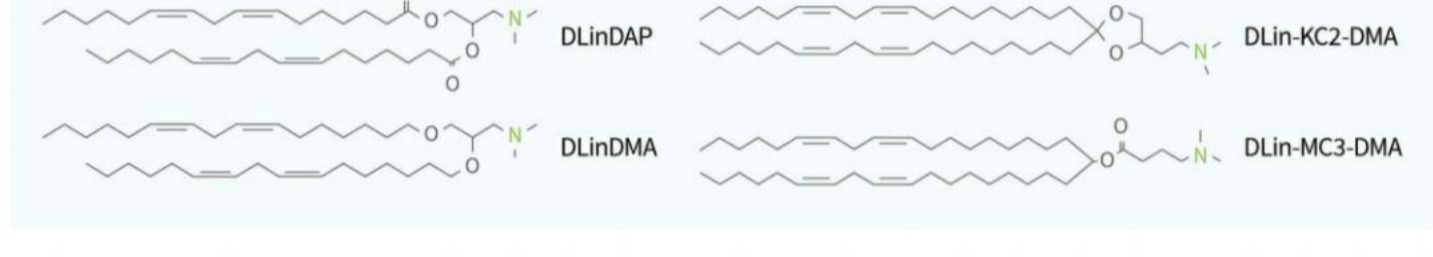 O N DLinDAP
O
O
O N DLinDMA
O
O
O N DLin-KC2-DMA
O
O
O N DLin-MC3-DMA